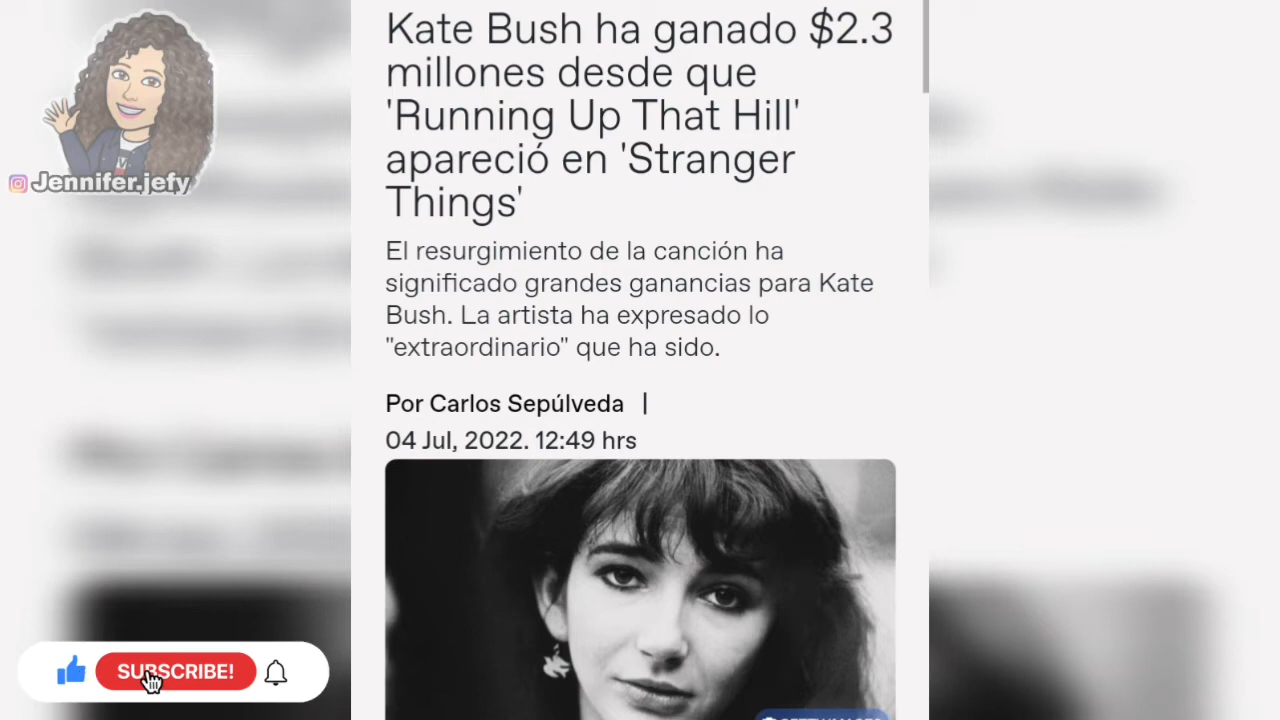 Kate Bush ha ganado $2.3
millones desde que
'Running Up That Hill'
apareció en 'Stranger
Things'
El resurgimiento de la canción ha
significado grandes ganancias para Kate
Bush. La artista ha expresado lo
"extraordinario" que ha sido.
Por Carlos Sepúlveda |
04 Jul, 2022. 12:49 hrs
Jennifer.jefy
SUBSCRIBE!